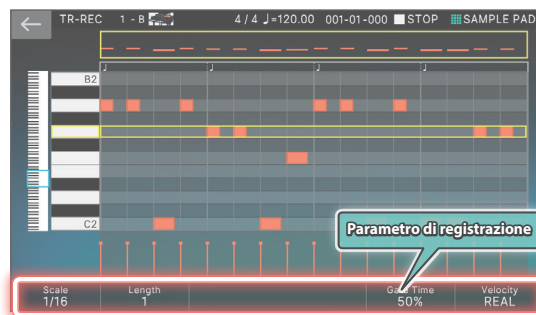 TR-REC 1 - B 4 / 4 ♩=120.00 001-01-000 STOP SAMPLE PAD
B2
C2
Parametro di registrazione
Scale Length Time Velocity
1/16 1 50% REAL